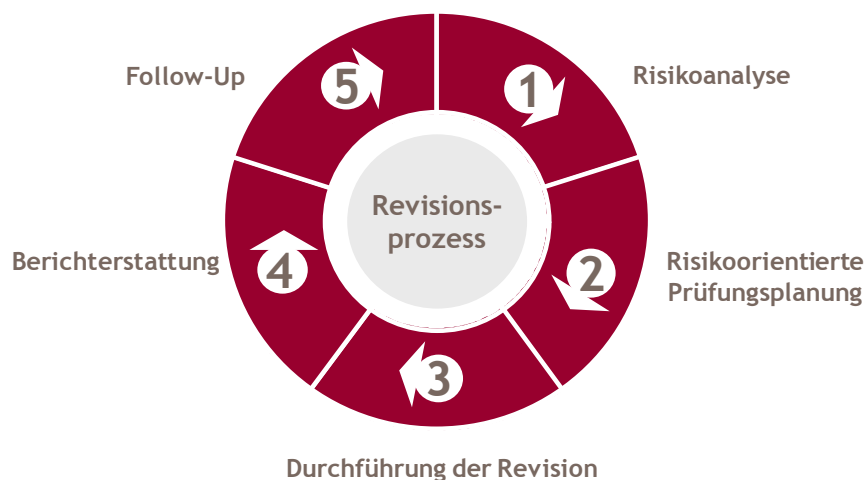 Revisions-
prozess
1
Risikoanalyse
2
Risikoorientierte
Prüfungsplanung
3
Durchführung der Revision
4
Berichterstattung
5
Follow-Up